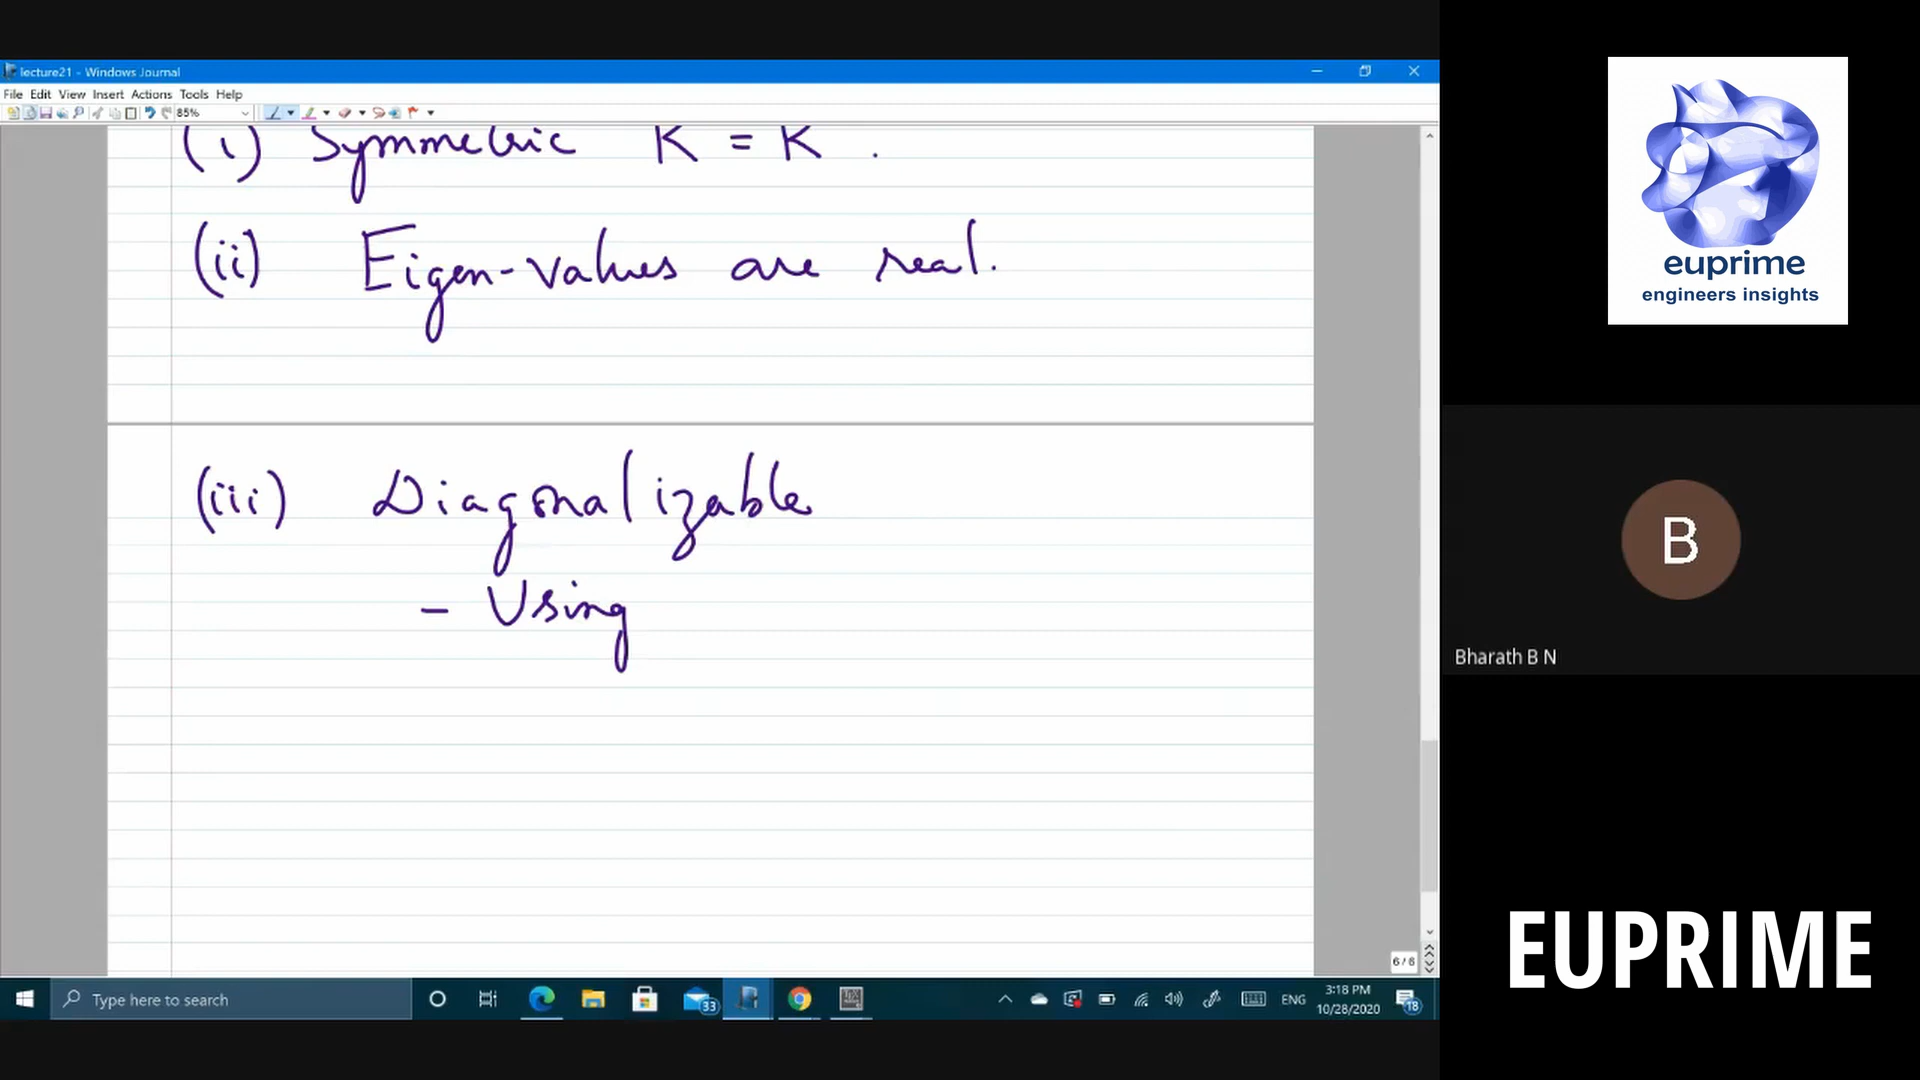 lecture21 - Windows Journal
File Edit View Insert Actions Tools Help
85%
(i) Symmetric K = K .
(ii) Eigen-values are real.
(iii) Diagonalizable
- Using
6 / 6
Type here to search
33
ENG
3:18 PM
10/28/2020
18
euprime
engineers insights
B
Bharath B N
EUPRIME